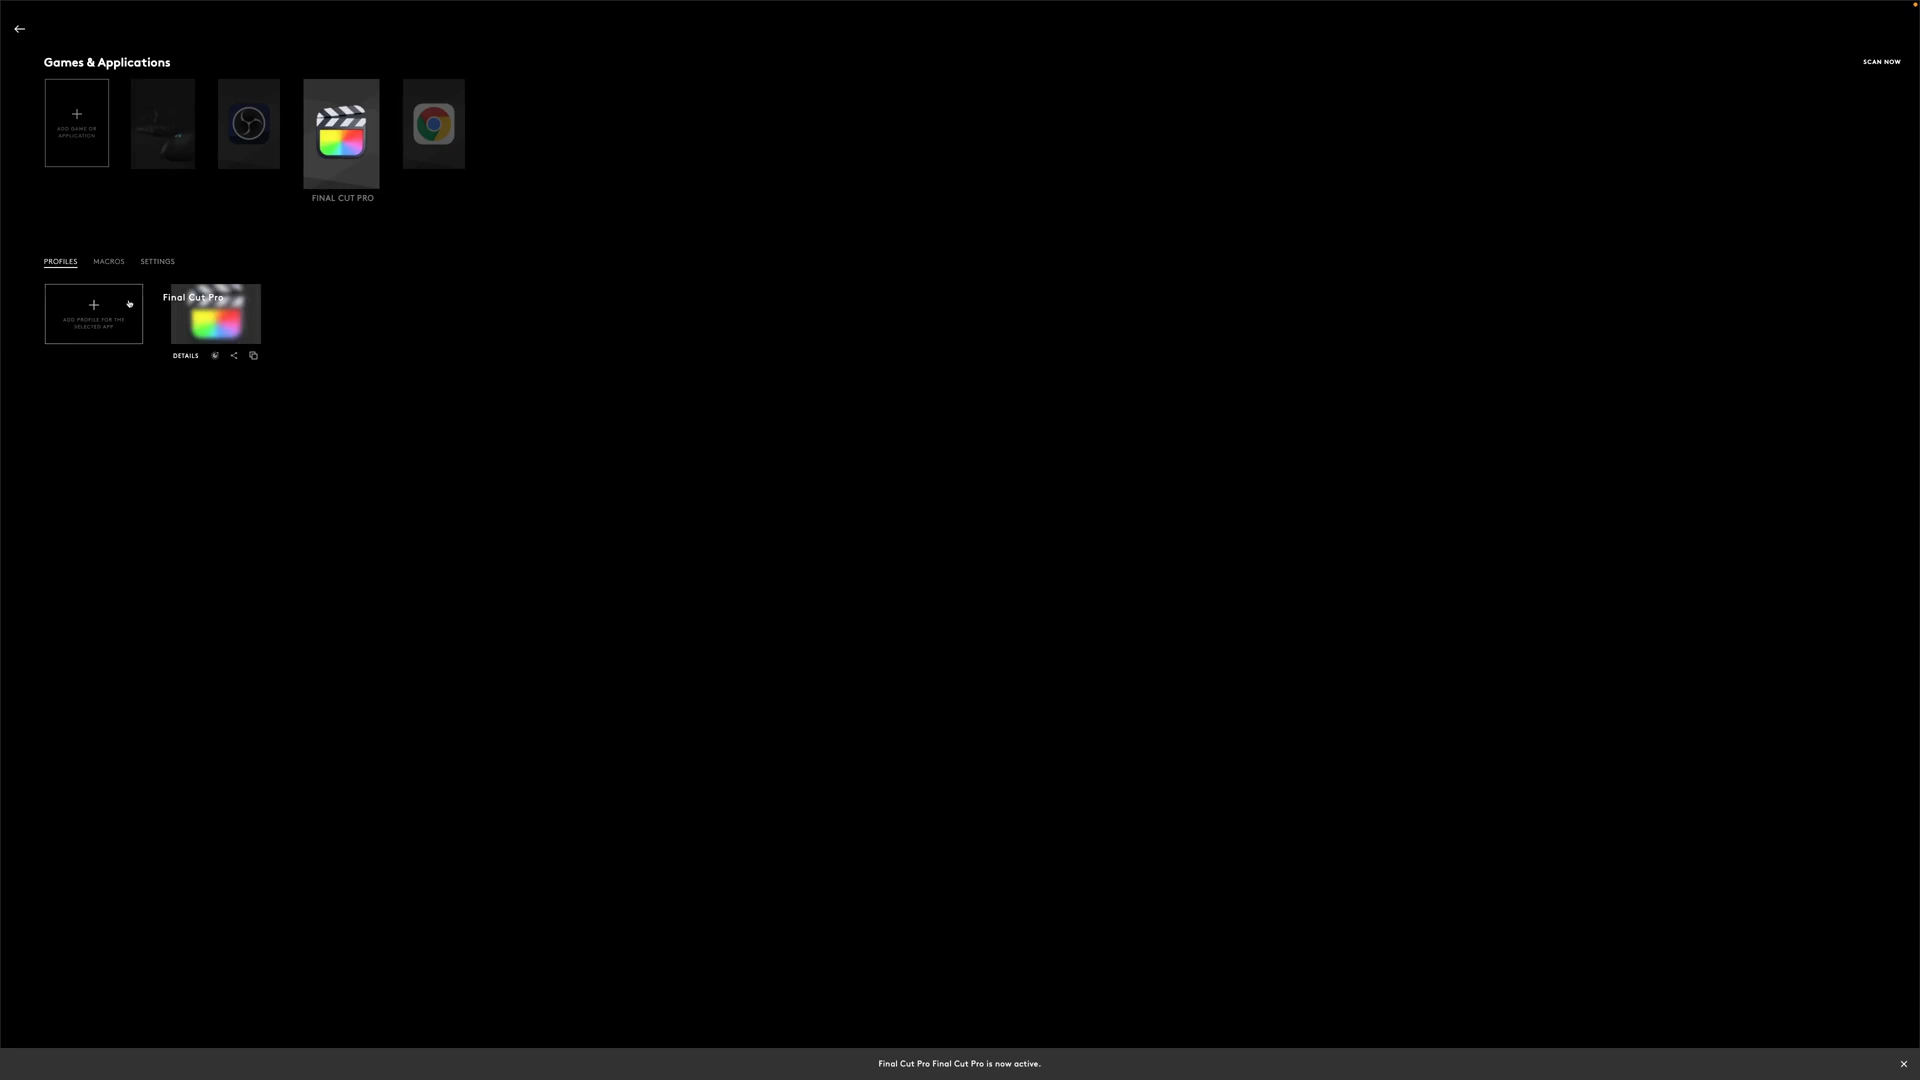 Games & Applications
SCAN NOW
ADD GAME OR
APPLICATION
FINAL CUT PRO
PROFILES MACROS SETTINGS
ADD PROFILE FOR THE
SELECTED APP
Final Cut Pro
DETAILS
Final Cut Pro Final Cut Pro is now active.